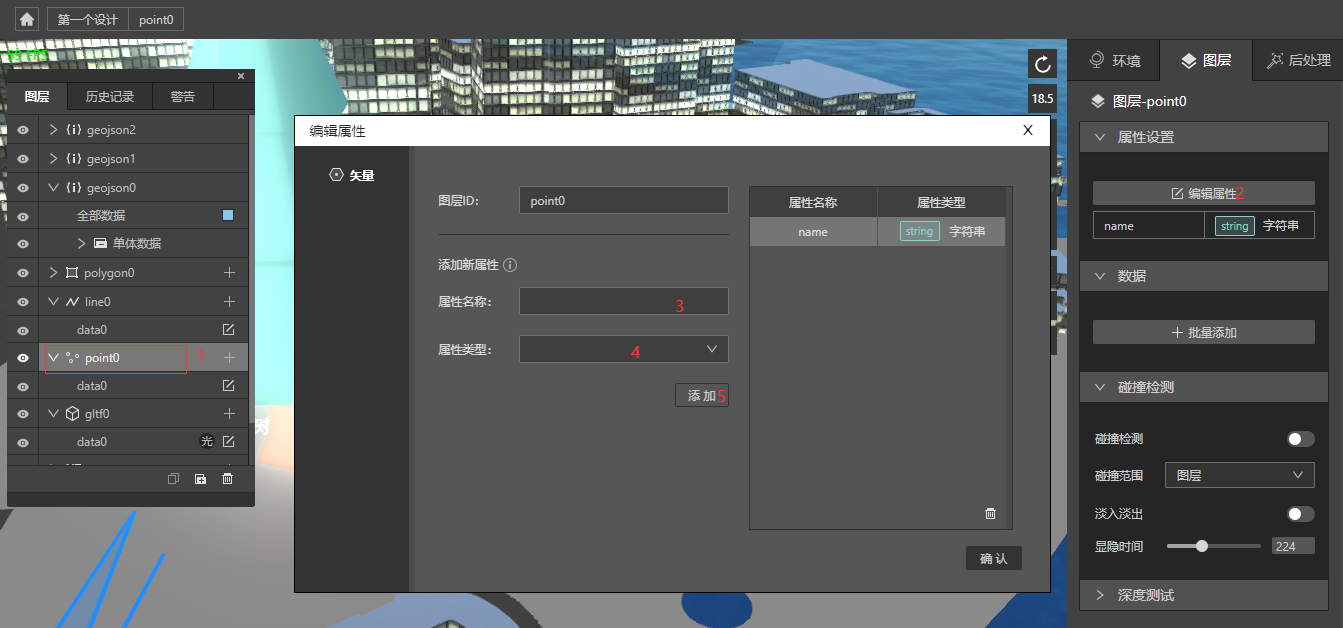 第一个设计
point0
59 FPS
18.5
图层
历史记录
警告
geojson2
geojson1
geojson0
全部数据
单体数据
polygon0
line0
data0
point0
1
data0
gltf0
data0
光
树
编辑属性
X
矢量
图层ID:
point0
添加新属性
属性名称:
3
属性类型:
4
添 加
5
属性名称
属性类型
name
string
字符串
确 认
环境
图层
后处理
图层-point0
属性设置
编辑属性
2
name
string
字符串
数据
批量添加
碰撞检测
碰撞检测
碰撞范围
图层
淡入淡出
显隐时间
224
深度测试